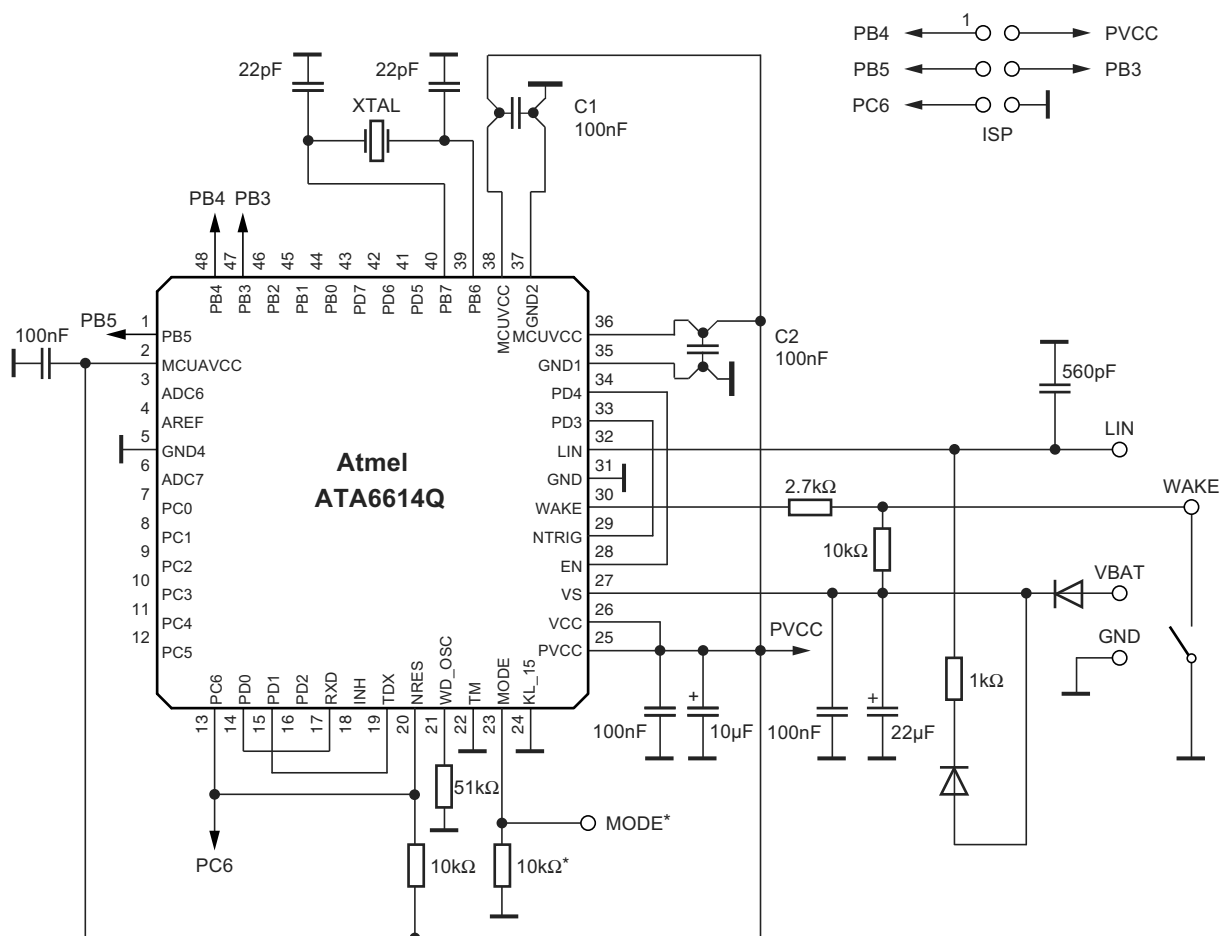 PB4
1
PVCC
PB5
PB3
PC6
ISP
22pF
22pF
XTAL
C1
100nF
PB4
PB3
48
47
46
45
44
43
42
41
40
39
38
37
PB4
PB3
PB2
PB1
PB0
PD7
PD6
PD5
PB7
PB6
MCUVCC
GND2
PB5
100nF
1
2
3
4
5
6
7
8
9
10
11
12
PB5
MCUAVCC
ADC6
AREF
GND4
ADC7
PC0
PC1
PC2
PC3
PC4
PC5
Atmel
ATA6614Q
MCUVCC
GND1
PD4
PD3
LIN
GND
WAKE
NTRIG
EN
VS
VCC
PVCC
36
35
34
33
32
31
30
29
28
27
26
25
C2
100nF
560pF
LIN
2.7kΩ
WAKE
10kΩ
VBAT
GND
PVCC
1kΩ
PC6
PD0
PD1
PD2
RXD
INH
TDX
NRES
WD_OSC
TM
MODE
KL_15
13
14
15
16
17
18
19
20
21
22
23
24
100nF
+
10µF
100nF
+
22µF
51kΩ
MODE*
PC6
10kΩ
10kΩ*